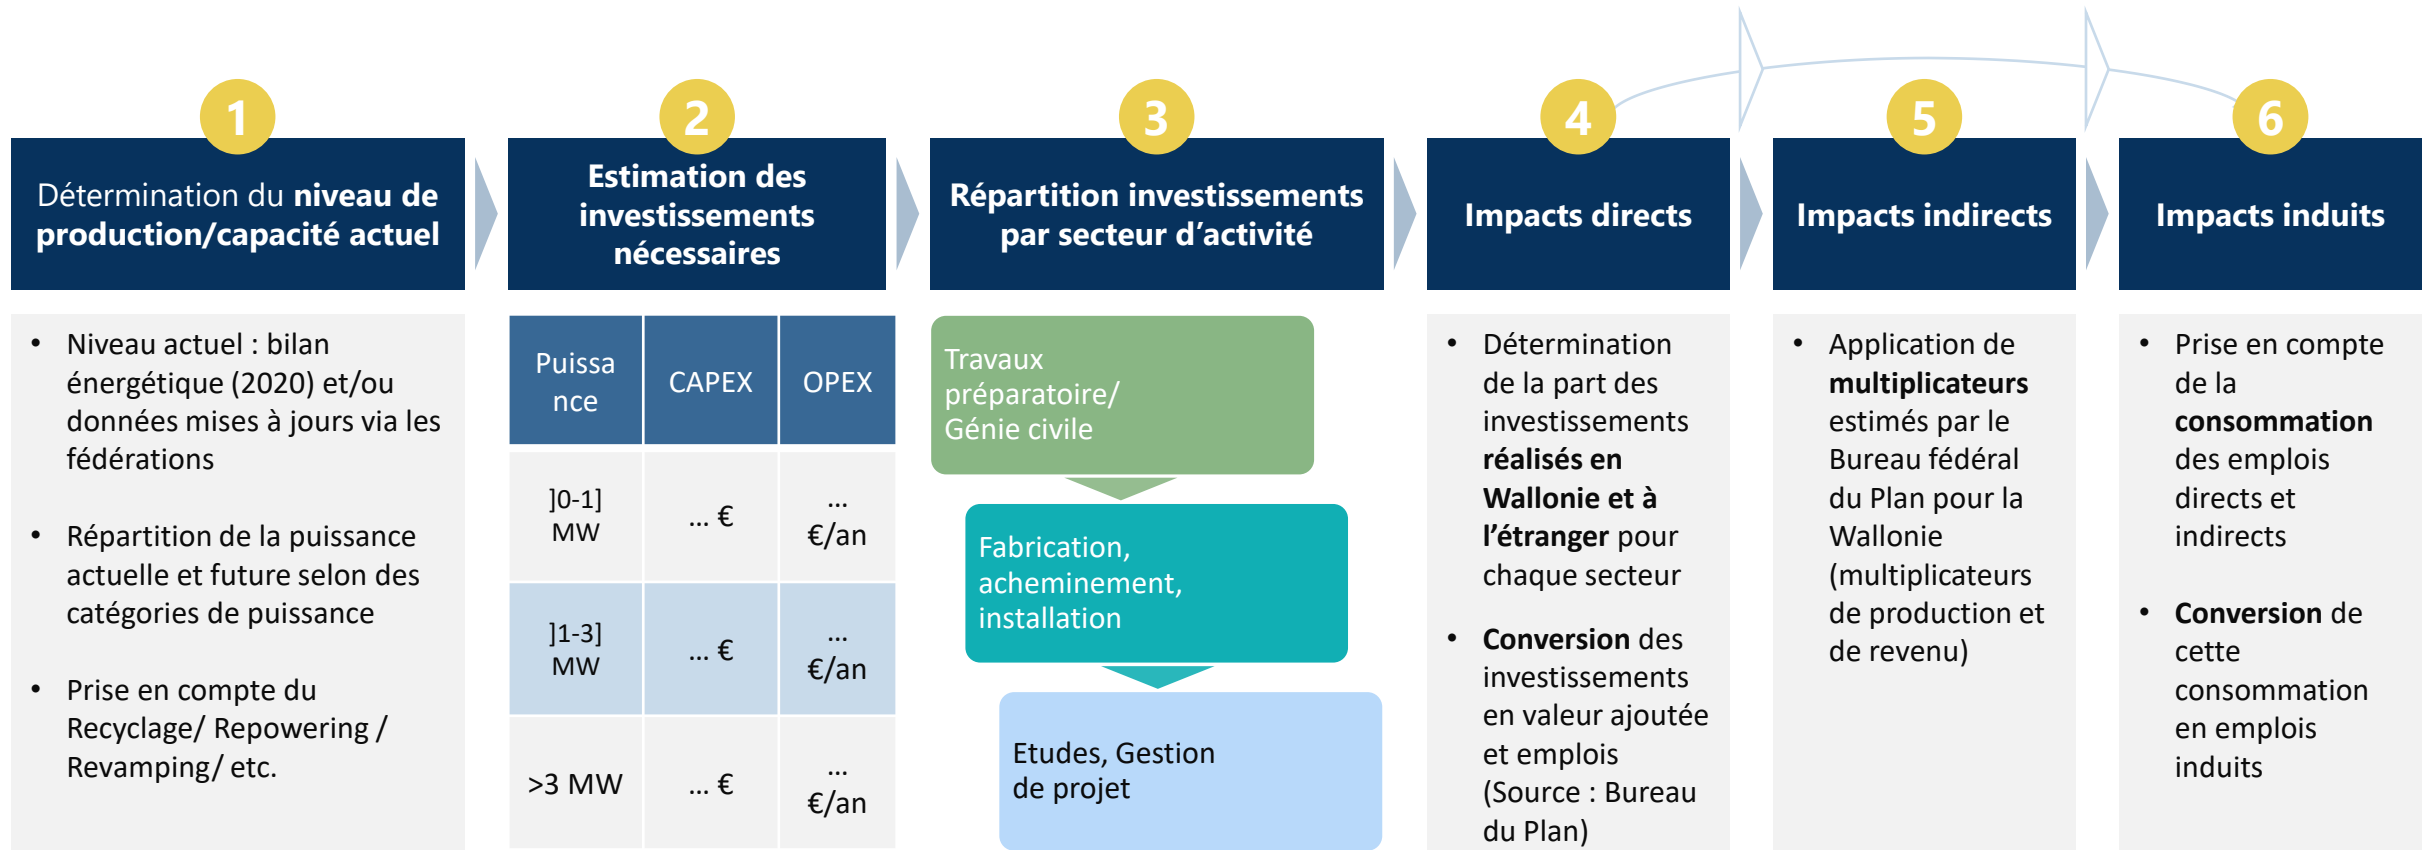 1
Détermination du niveau de
production/capacité actuel
• Niveau actuel : bilan
énergétique (2020) et/ou
données mises à jours via les
fédérations
• Répartition de la puissance
actuelle et future selon des
catégories de puissance
• Prise en compte du
Recyclage/ Repowering /
Revamping/ etc.
2
Estimation des
investissements
nécessaires
Puissa
nce
CAPEX
OPEX
]0-1]
MW
... €
...
€/an
]1-3]
MW
... €
...
€/an
>3 MW
... €
...
€/an
3
Répartition investissements
par secteur d’activité
Travaux
préparatoire/
Génie civile
Fabrication,
acheminement,
installation
Etudes, Gestion
de projet
4
Impacts directs
• Détermination
de la part des
investissements
réalisés en
Wallonie et à
l’étranger pour
chaque secteur
• Conversion des
investissements
en valeur ajoutée
et emplois
(Source : Bureau
du Plan)
5
Impacts indirects
• Application de
multiplicateurs
estimés par le
Bureau fédéral
du Plan pour la
Wallonie
(multiplicateurs
de production et
de revenu)
6
Impacts induits
• Prise en compte
de la
consommation
des emplois
directs et
indirects
• Conversion de
cette
consommation
en emplois
induits